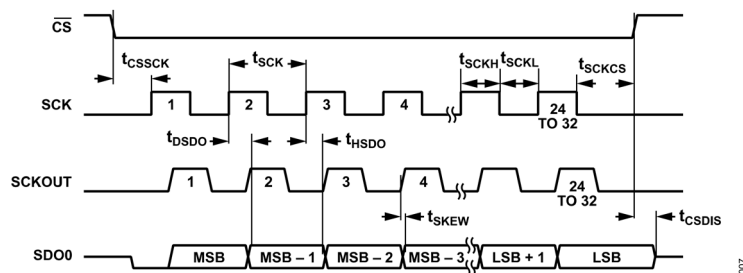 CS
tCSSCK
tSCK
tSCKH
tSCKL
tSCKCS
SCK
1
2
3
4
24
TO 32
tDSDO
tHSDO
SCKOUT
1
2
3
4
24
TO 32
tSKEW
tCSDIS
SDO0
MSB
MSB – 1
MSB – 2
MSB – 3
LSB + 1
LSB